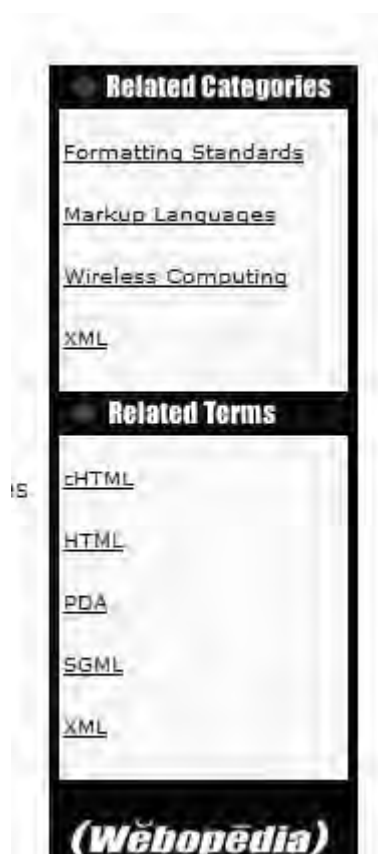 Related Categories
Formatting Standards
Markup Languages
Wireless Computing
XML
Related Terms
cHTML
HTML
PDA
SGML
XML
(Wĕbopēdia)